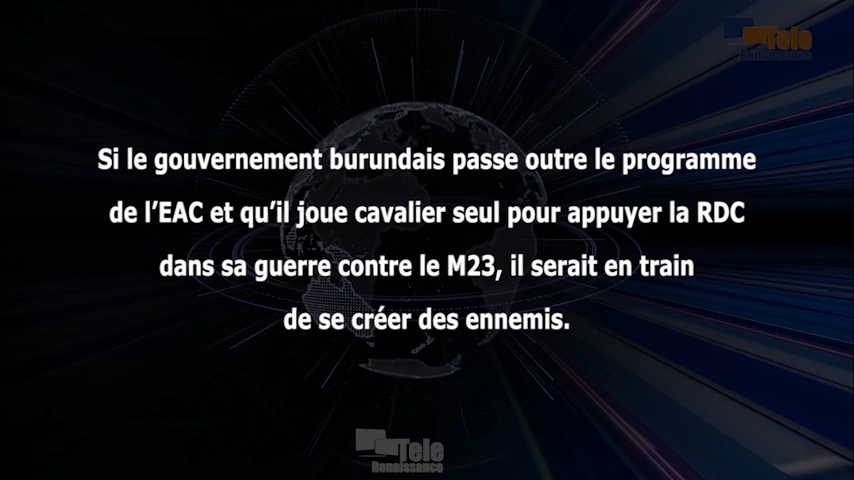 Tele
Renaissance
Si le gouvernement burundais passe outre le programme
de l’EAC et qu’il joue cavalier seul pour appuyer la RDC
dans sa guerre contre le M23, il serait en train
de se créer des ennemis.
Tele
Renaissance